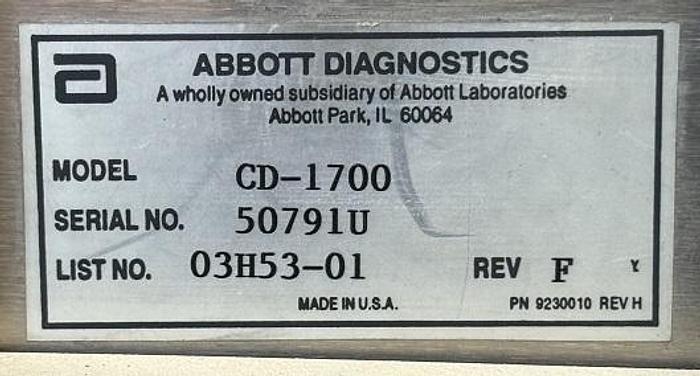 ABBOTT DIAGNOSTICS
A wholly owned subsidiary of Abbott Laboratories
Abbott Park, IL 60064
MODEL CD-1700
SERIAL NO. 50791U
LIST NO. 03H53-01 REV F Y
MADE IN U.S.A. PN 9230010 REV H